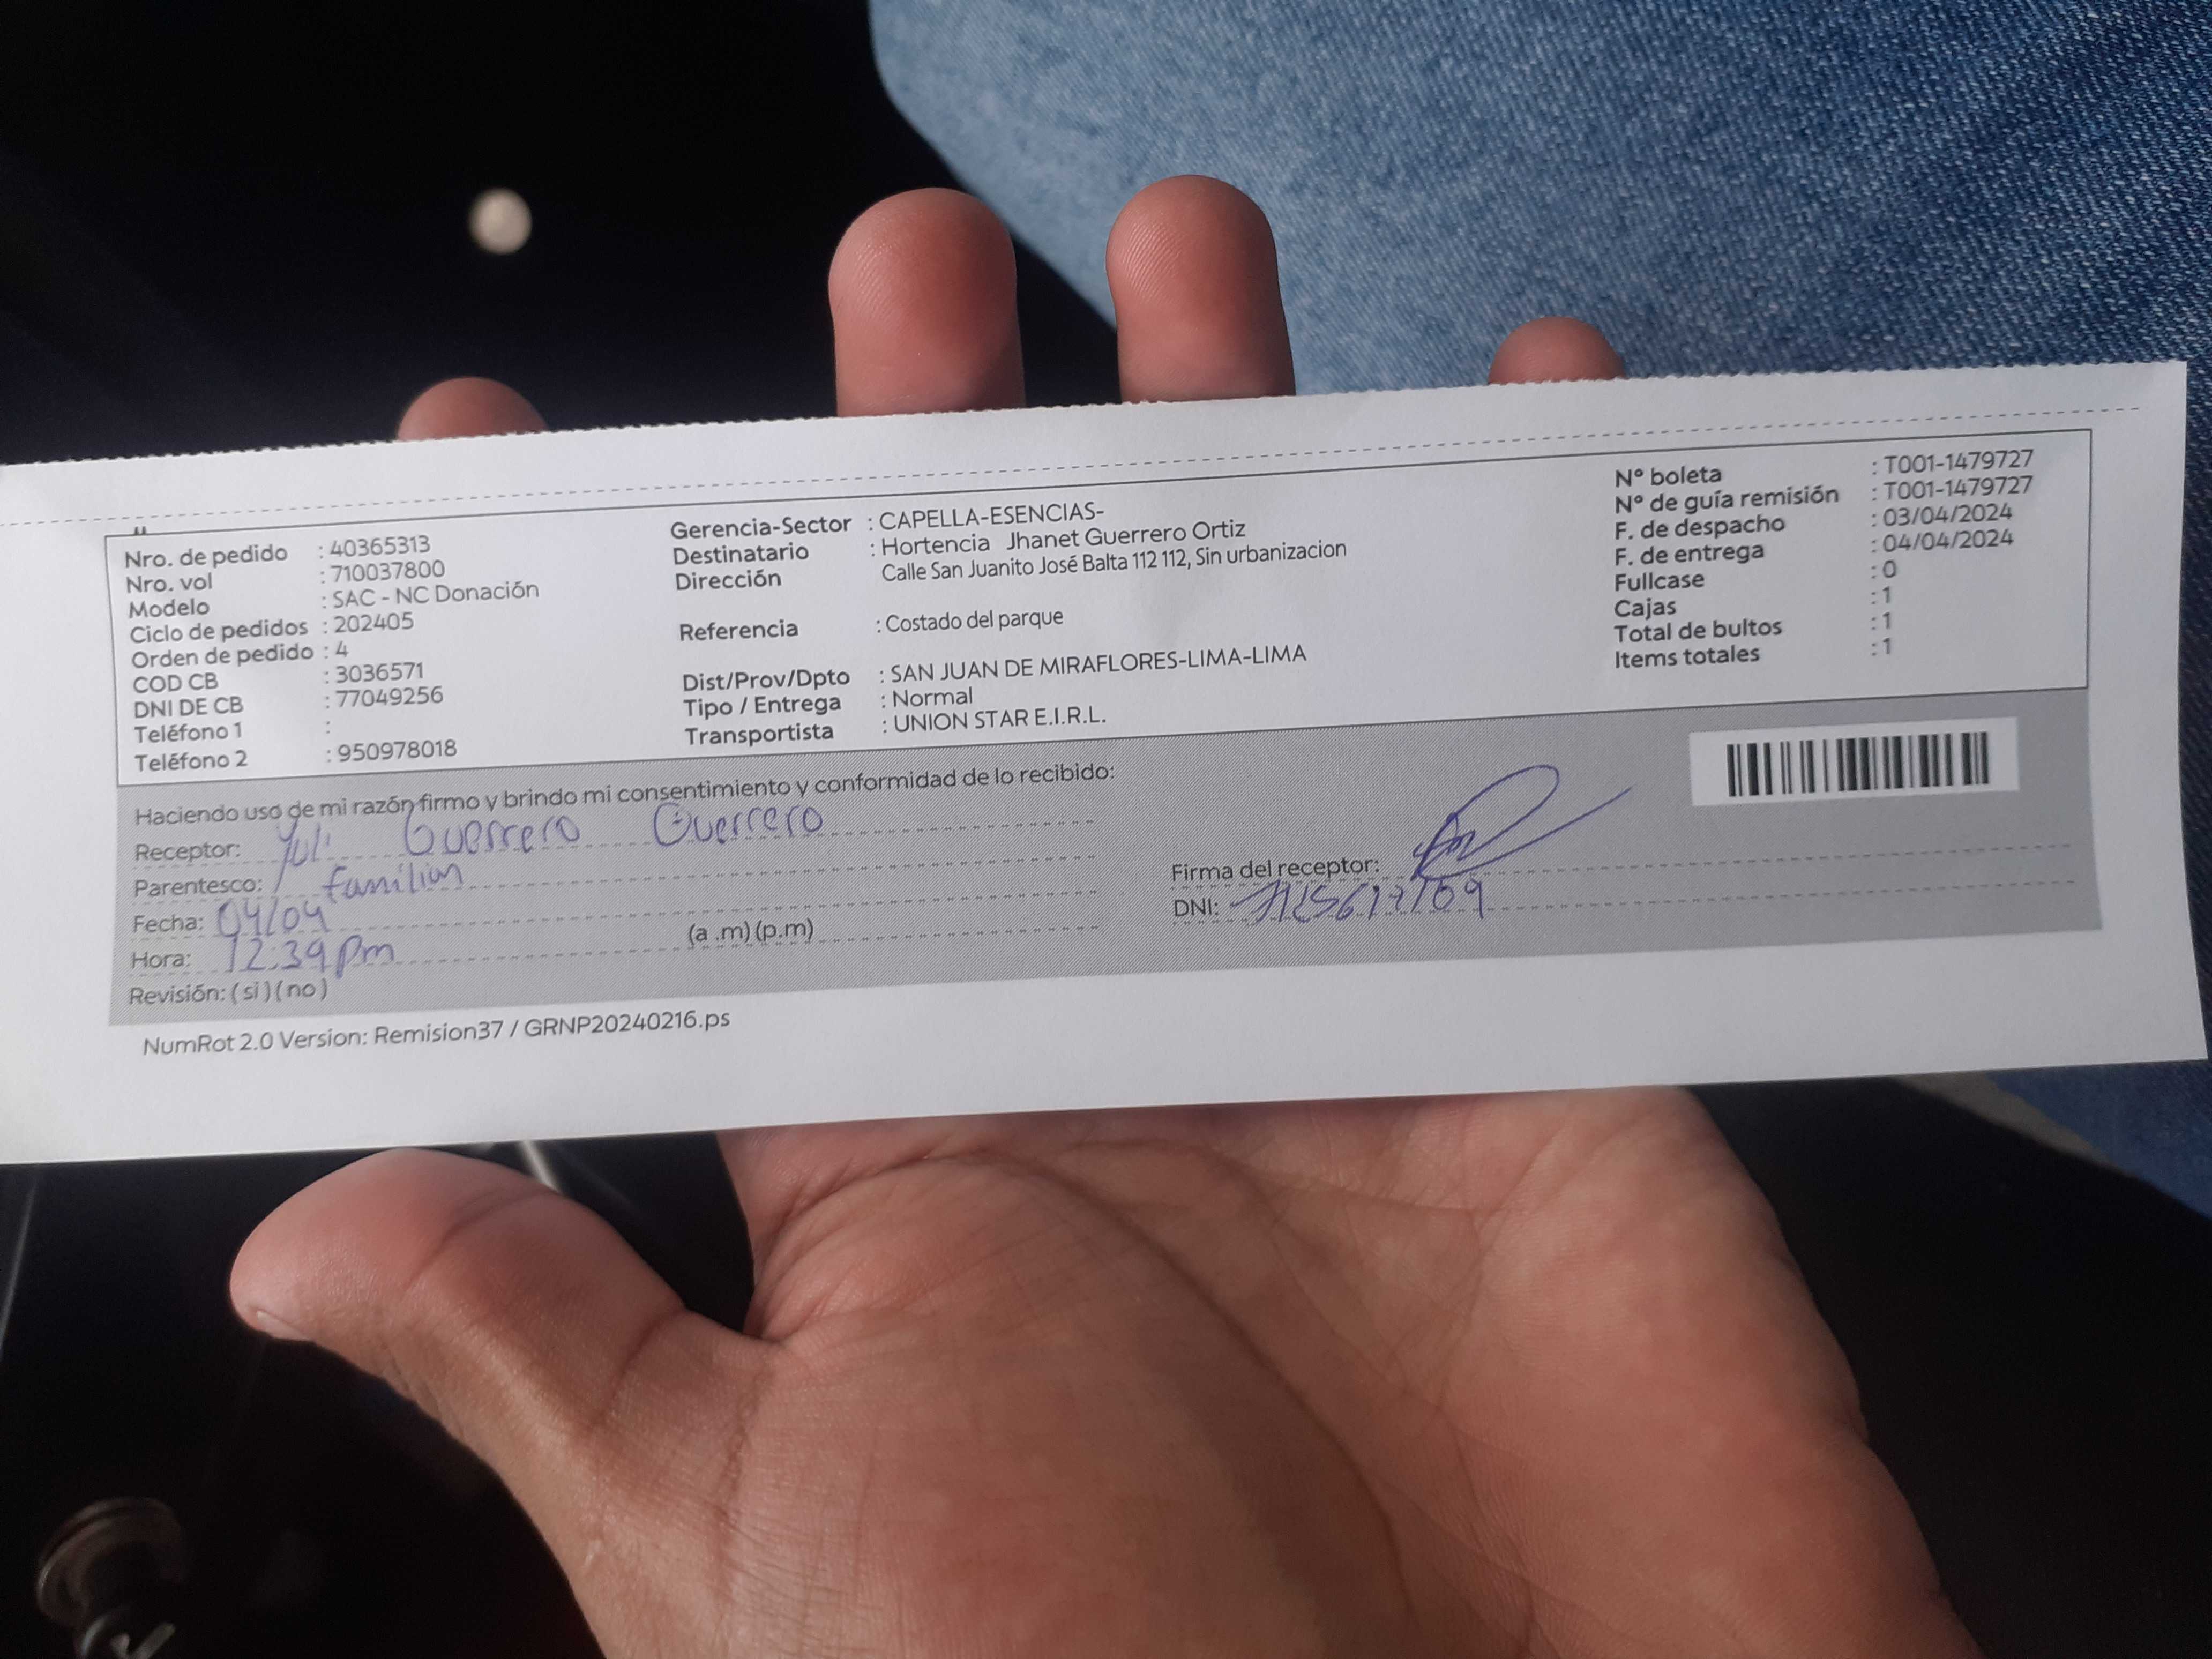 Nro. de pedido : 40365313
Nro. vol : 710037800
Modelo : SAC - NC Donación
Ciclo de pedidos : 202405
Orden de pedido : 4
COD CB : 3036571
DNI DE CB : 77049256
Teléfono 1 :
Teléfono 2 : 950978018
Gerencia-Sector : CAPELLA-ESENCIAS-
Destinatario : Hortencia Jhanet Guerrero Ortiz
Dirección Calle San Juanito José Balta 112 112, Sin urbanizacion
Referencia : Costado del parque
Dist/Prov/Dpto : SAN JUAN DE MIRAFLORES-LIMA-LIMA
Tipo / Entrega : Normal
Transportista : UNION STAR E.I.R.L.
Nº boleta : T001-1479727
Nº de guía remisión : T001-1479727
F. de despacho : 03/04/2024
F. de entrega : 04/04/2024
Fullcase : 0
Cajas : 1
Total de bultos : 1
Items totales : 1
Haciendo uso de mi razón firmo y brindo mi consentimiento y conformidad de lo recibido:
Receptor: Yuli Guerrero Guerrero
Parentesco: familiar
Fecha: 04/04
Hora: 12:39 pm (a .m) (p.m)
Revisión: ( si ) ( no )
Firma del receptor:
DNI:
NumRot 2.0 Version: Remision37 / GRNP20240216.ps